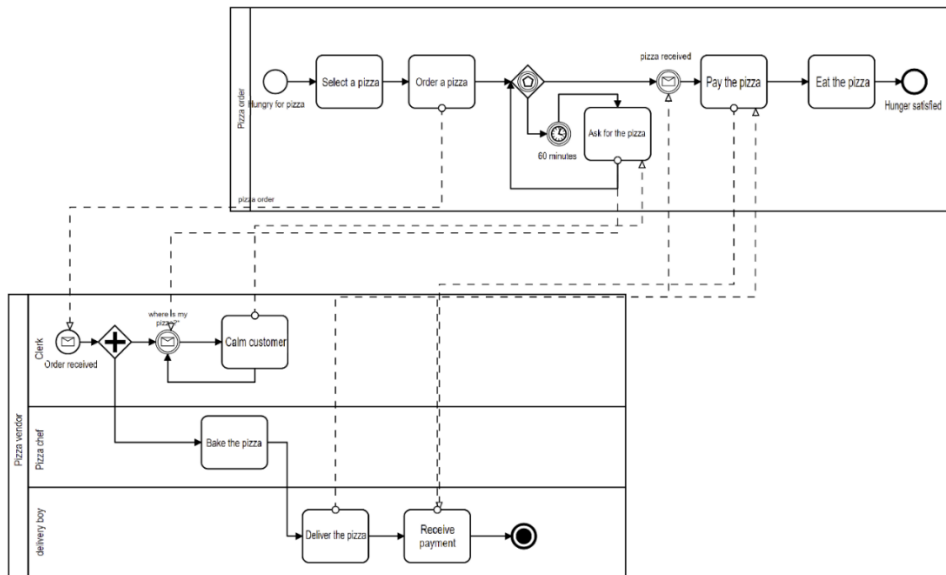 Pizza order
Hungry for pizza
Select a pizza
Order a pizza
60 minutes
Ask for the pizza
pizza received
Pay the pizza
Eat the pizza
Hunger satisfied
pizza order
Pizza vendor
Clerk
Order received
where is my
pizza?"
Calm customer
Pizza chef
Bake the pizza
delivery boy
Deliver the pizza
Receive
payment